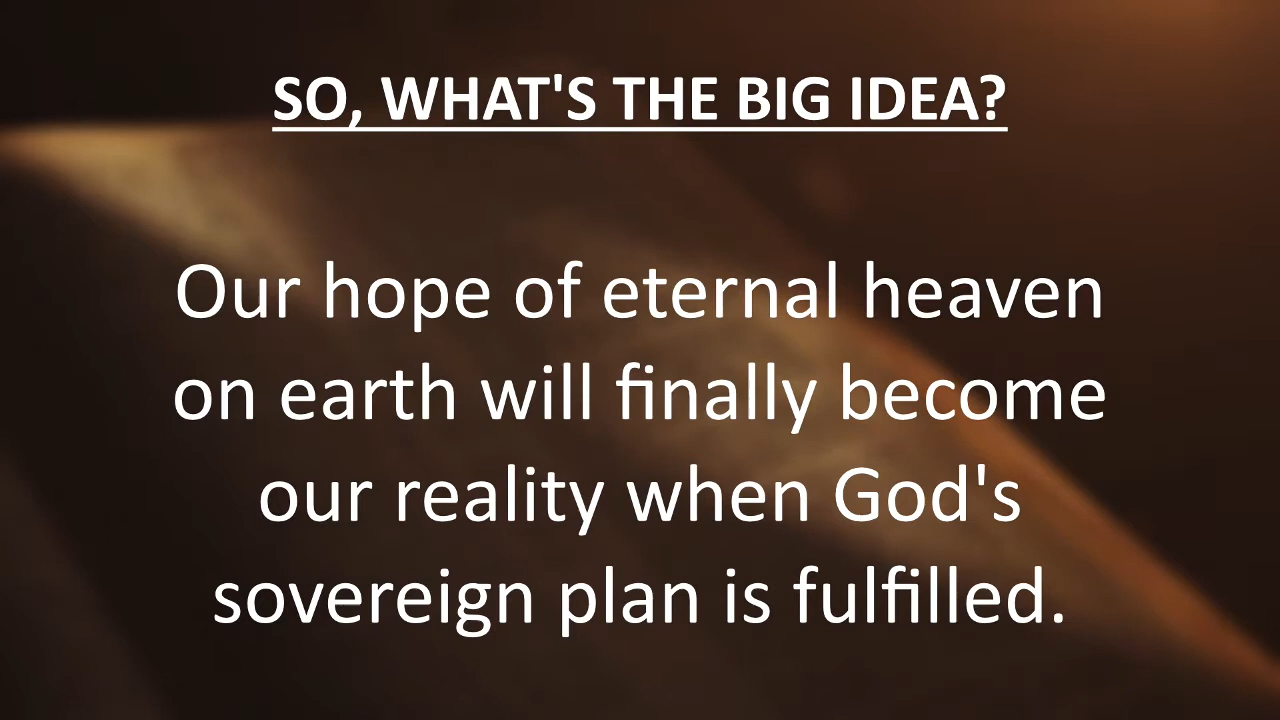 SO, WHAT'S THE BIG IDEA?
Our hope of eternal heaven
on earth will finally become
our reality when God's
sovereign plan is fulfilled.